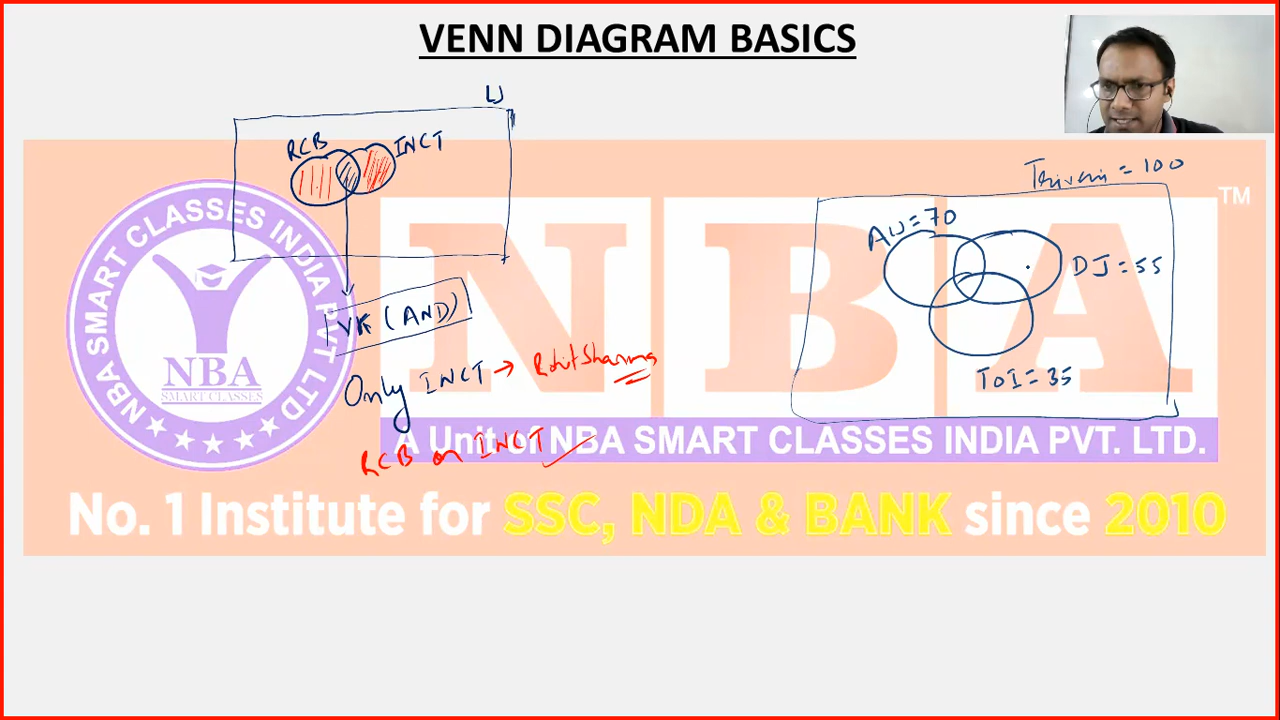 VENN DIAGRAM BASICS
U
RCB
INCT
VK (AND)
Only INCT → Rohit Sharma
RCB or INCT
= 100
AU = 70
DJ = 55
TOI = 35
NBA SMART CLASSES INDIA PVT LTD
NBA
SMART CLASSES
NBA
TM
A Unit of NBA SMART CLASSES INDIA PVT. LTD.
No. 1 Institute for SSC, NDA & BANK since 2010